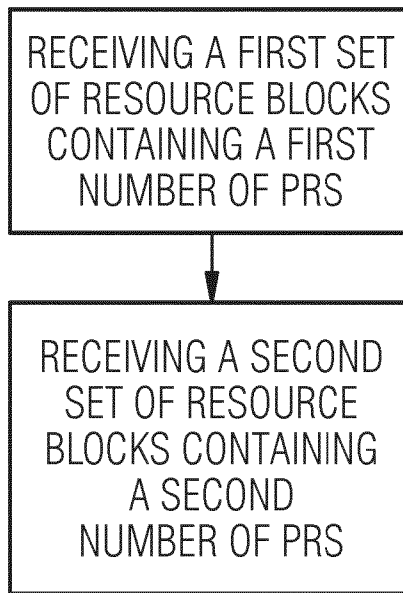 RECEIVING A FIRST SET
OF RESOURCE BLOCKS
CONTAINING A FIRST
NUMBER OF PRS
RECEIVING A SECOND
SET OF RESOURCE
BLOCKS CONTAINING
A SECOND
NUMBER OF PRS